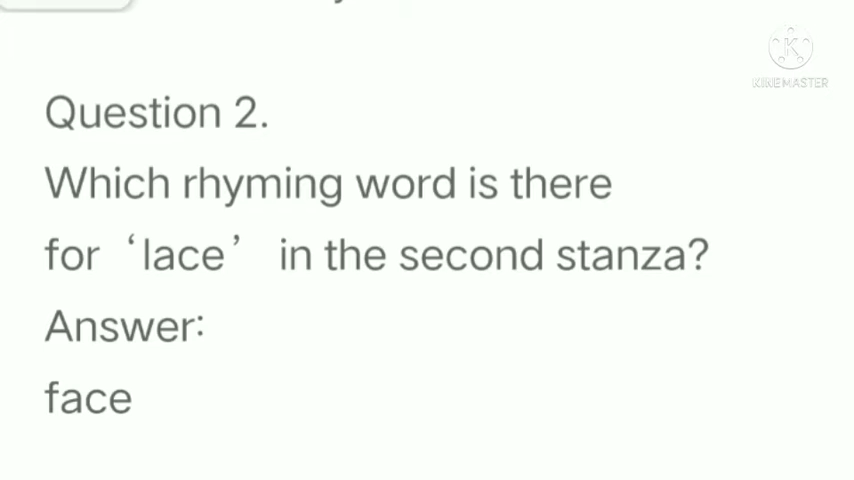 KINEMASTER
Question 2.
Which rhyming word is there
for ‘lace’ in the second stanza?
Answer:
face